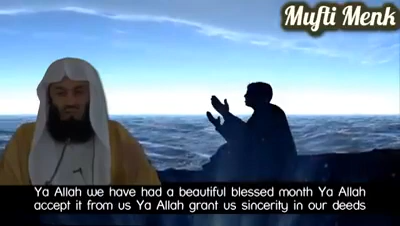 Mufti Menk
Ya Allah we have had a beautiful blessed month Ya Allah
accept it from us Ya Allah grant us sincerity in our deeds